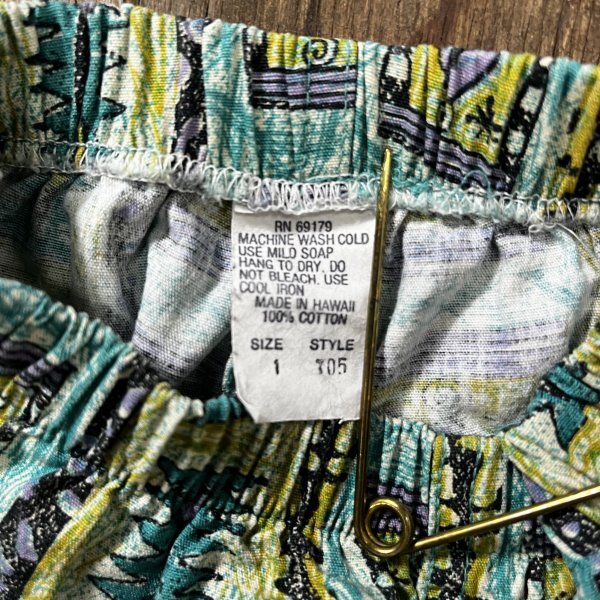 RN 69179
MACHINE WASH COLD
USE MILD SOAP
HANG TO DRY. DO
NOT BLEACH. USE
COOL IRON
MADE IN HAWAII
100% COTTON
SIZE STYLE
1 T05